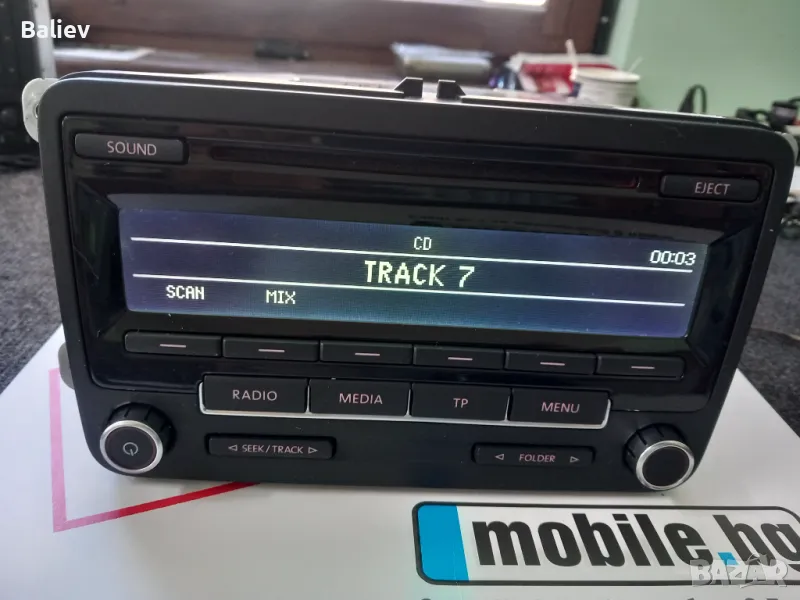 Baliev
SOUND
EJECT
CD
00:03
TRACK 7
SCAN MIX
RADIO MEDIA TP MENU
SEEK/TRACK
FOLDER
mobile.bg
BAZAR